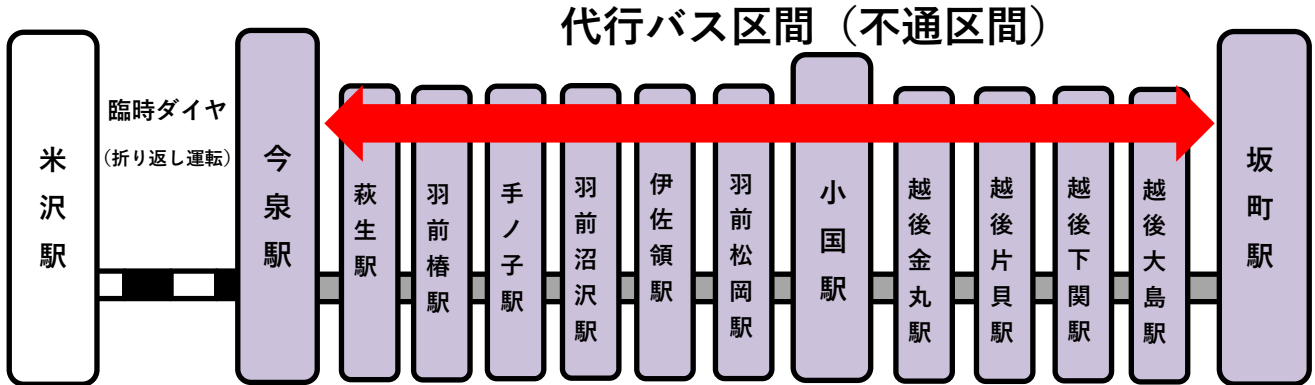 代行バス区間（不通区間）
米沢駅
臨時ダイヤ
（折り返し運転）
今泉駅
萩生駅
羽前椿駅
手ノ子駅
羽前沼沢駅
伊佐領駅
羽前松岡駅
小国駅
越後金丸駅
越後片貝駅
越後下関駅
越後大島駅
坂町駅